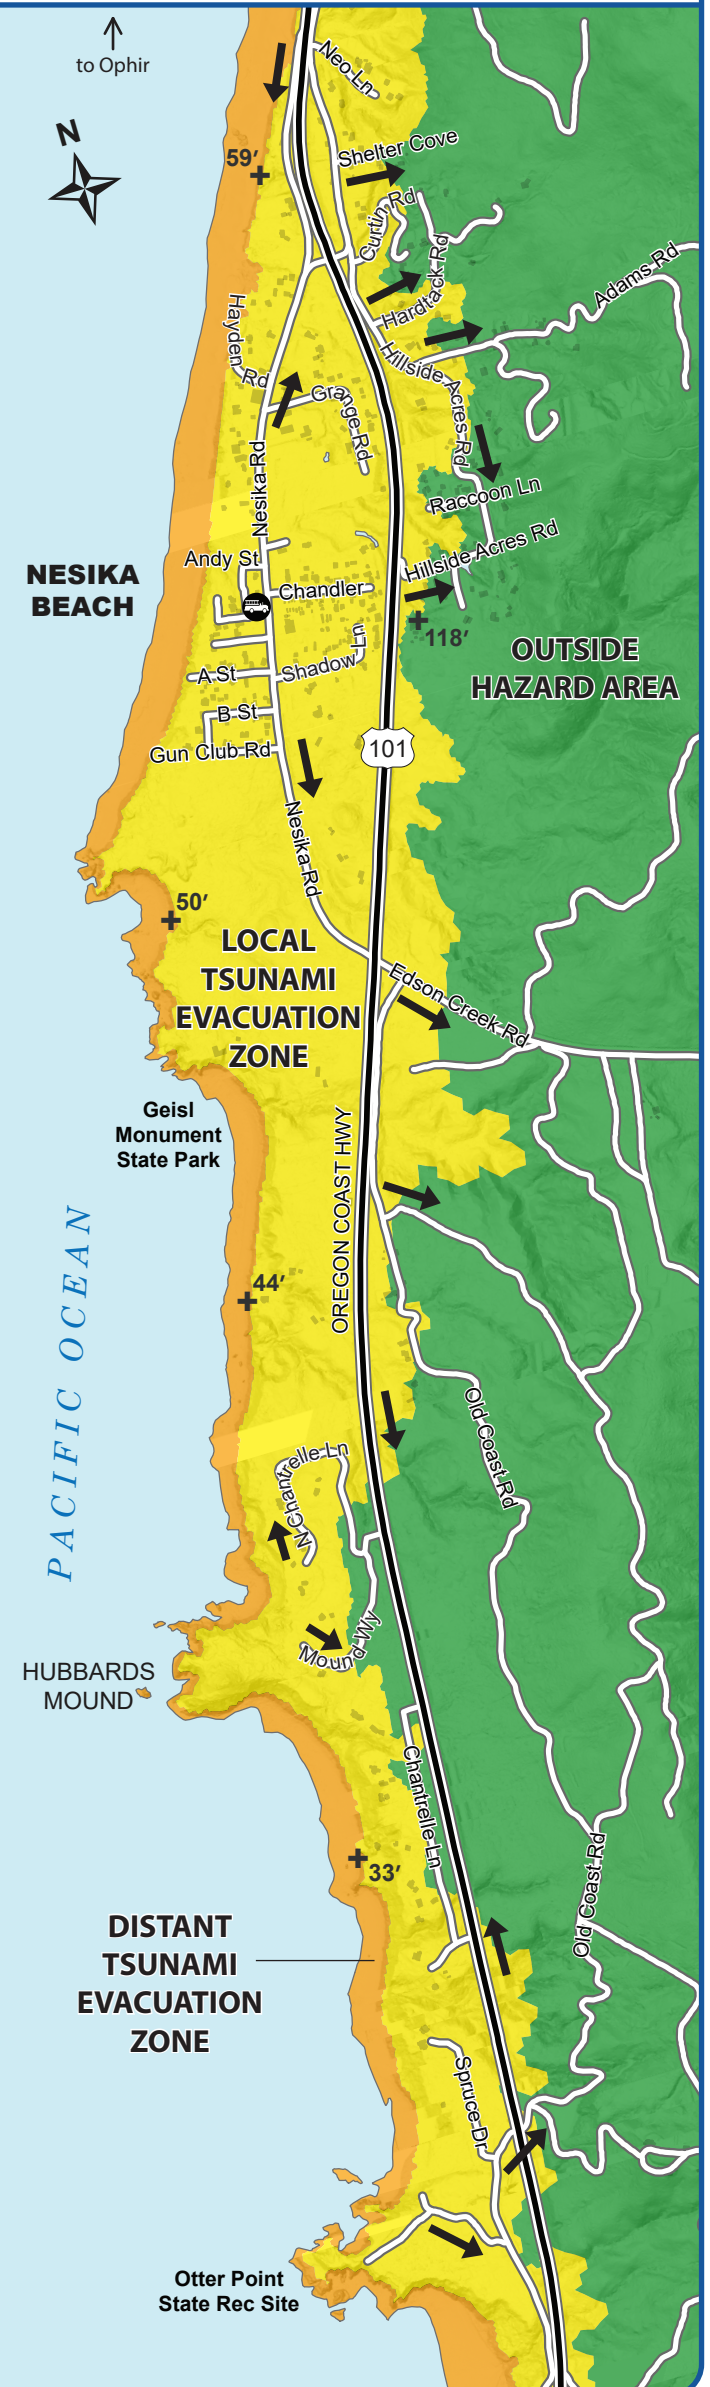 to Ophir
N
Neo Ln
59’
Shelter Cove
Curtin Rd
Hardtack Rd
Adams Rd
Hayden Rd
Hillside Acres Rd
Grange Rd
Nesika Rd
Raccoon Ln
Andy St
Hillside Acres Rd
NESIKA
BEACH
Chandler
118’
OUTSIDE
HAZARD AREA
Shadow Ln
A St
B St
101
Gun Club Rd
Nesika Rd
50’
LOCAL
TSUNAMI
EVACUATION
ZONE
Edson Creek Rd
Geisl
Monument
State Park
OREGON COAST HWY
PACIFIC OCEAN
44’
Old Coast Rd
N Chantrelle Ln
Mound Wy
HUBBARDS
MOUND
Chantrelle Ln
33’
Old Coast Rd
DISTANT
TSUNAMI
EVACUATION
ZONE
Spruce Dr
Otter Point
State Rec Site